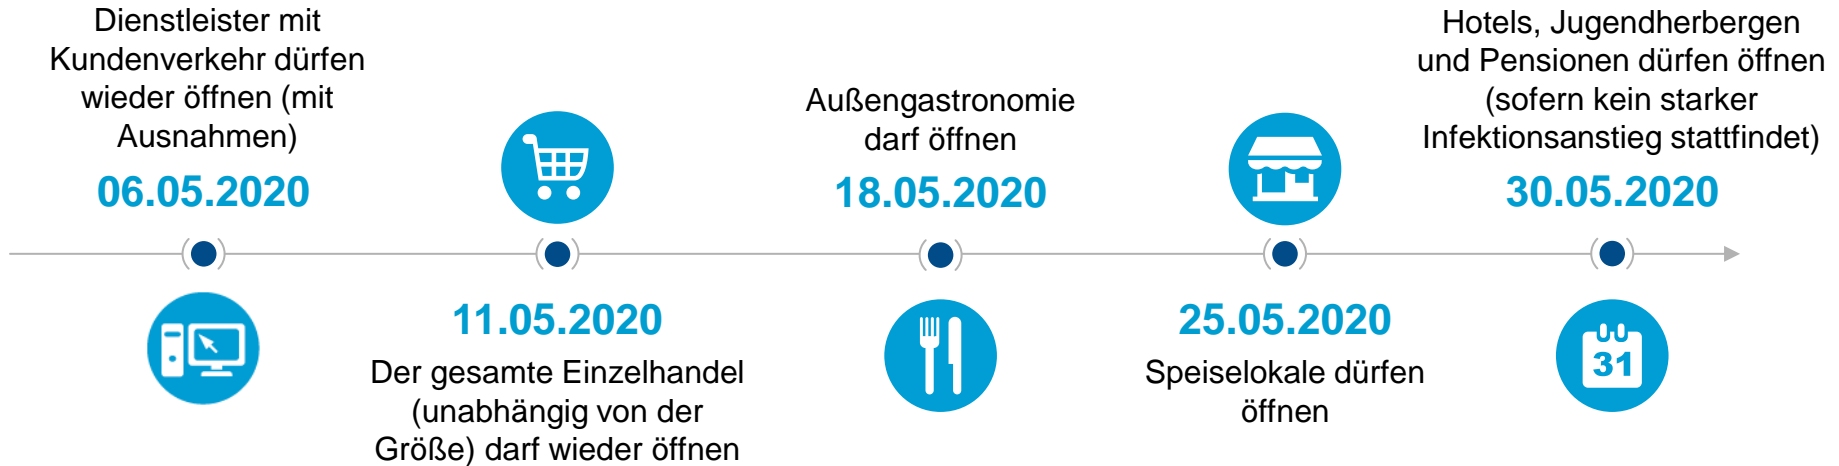 Dienstleister mit
Kundenverkehr dürfen
wieder öffnen (mit
Ausnahmen)
06.05.2020
11.05.2020
Der gesamte Einzelhandel
(unabhängig von der
Größe) darf wieder öffnen
Außengastronomie
darf öffnen
18.05.2020
25.05.2020
Speiselokale dürfen
öffnen
Hotels, Jugendherbergen
und Pensionen dürfen öffnen
(sofern kein starker
Infektionsanstieg stattfindet)
30.05.2020
31